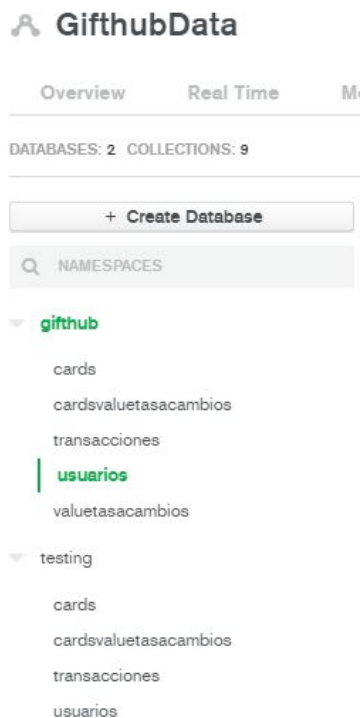 GifthubData
Overview Real Time
DATABASES: 2 COLLECTIONS: 9
+ Create Database
NAMESPACES
gifthub
cards
cardsvaluetasacambios
transacciones
usuarios
valuetasacambios
testing
cards
cardsvaluetasacambios
transacciones
usuarios